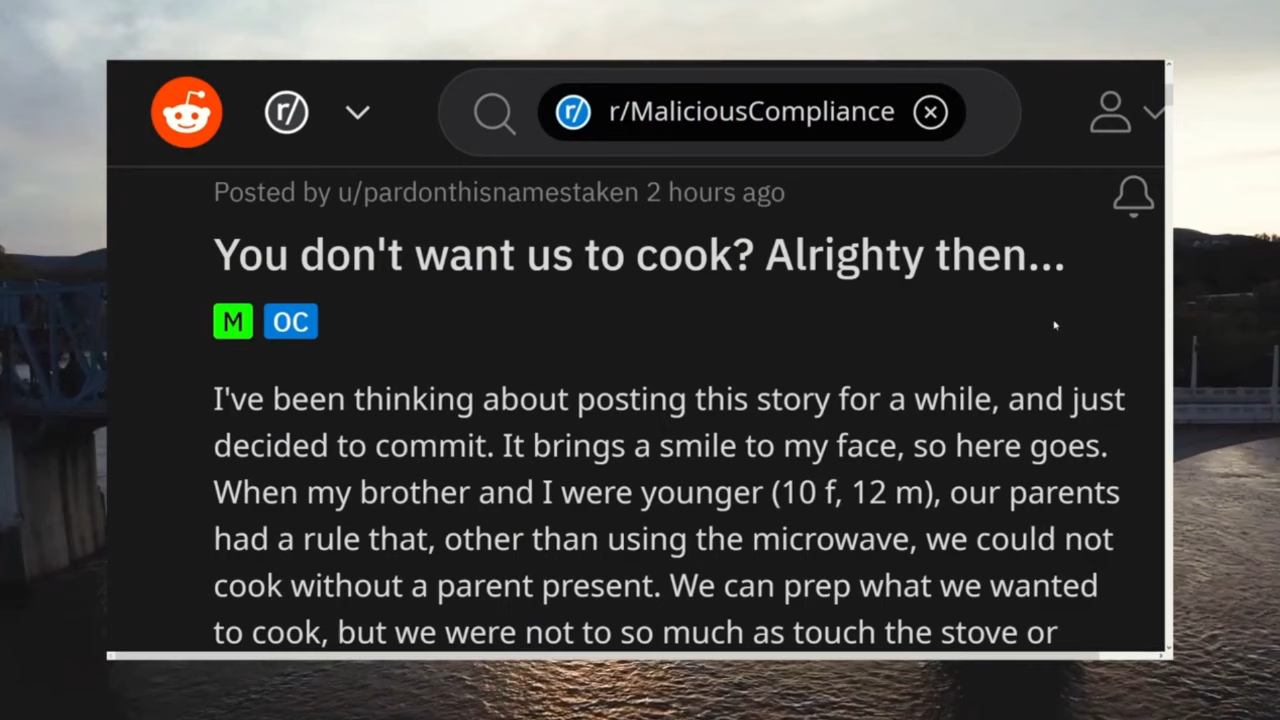 r/
r/ r/MaliciousCompliance
Posted by u/pardonthisnamestaken 2 hours ago
You don't want us to cook? Alrighty then...
M OC
I've been thinking about posting this story for a while, and just
decided to commit. It brings a smile to my face, so here goes.
When my brother and I were younger (10 f, 12 m), our parents
had a rule that, other than using the microwave, we could not
cook without a parent present. We can prep what we wanted
to cook, but we were not to so much as touch the stove or